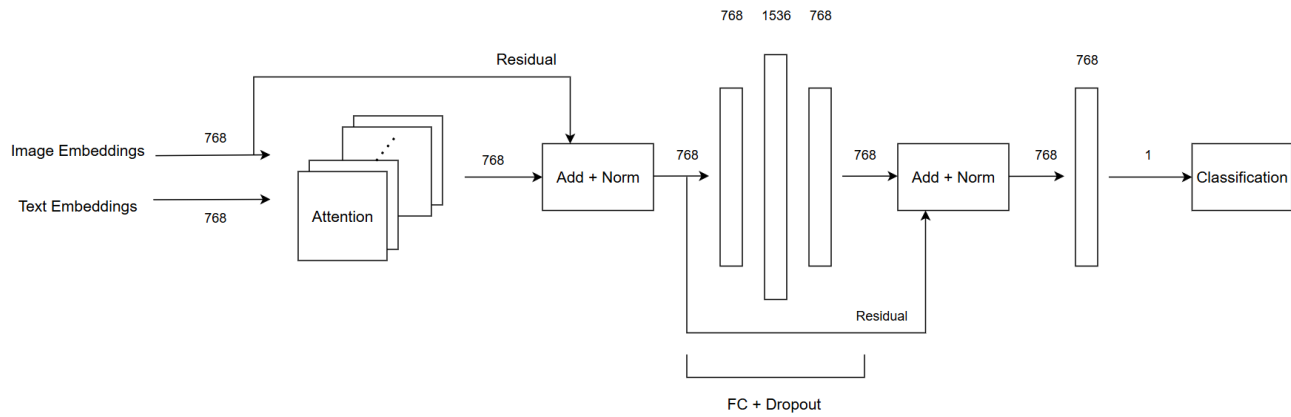 768 1536 768
768
Residual
768
Image Embeddings
768
768
768
768
1
Add + Norm
Add + Norm
Classification
Text Embeddings
768
Attention
Residual
FC + Dropout